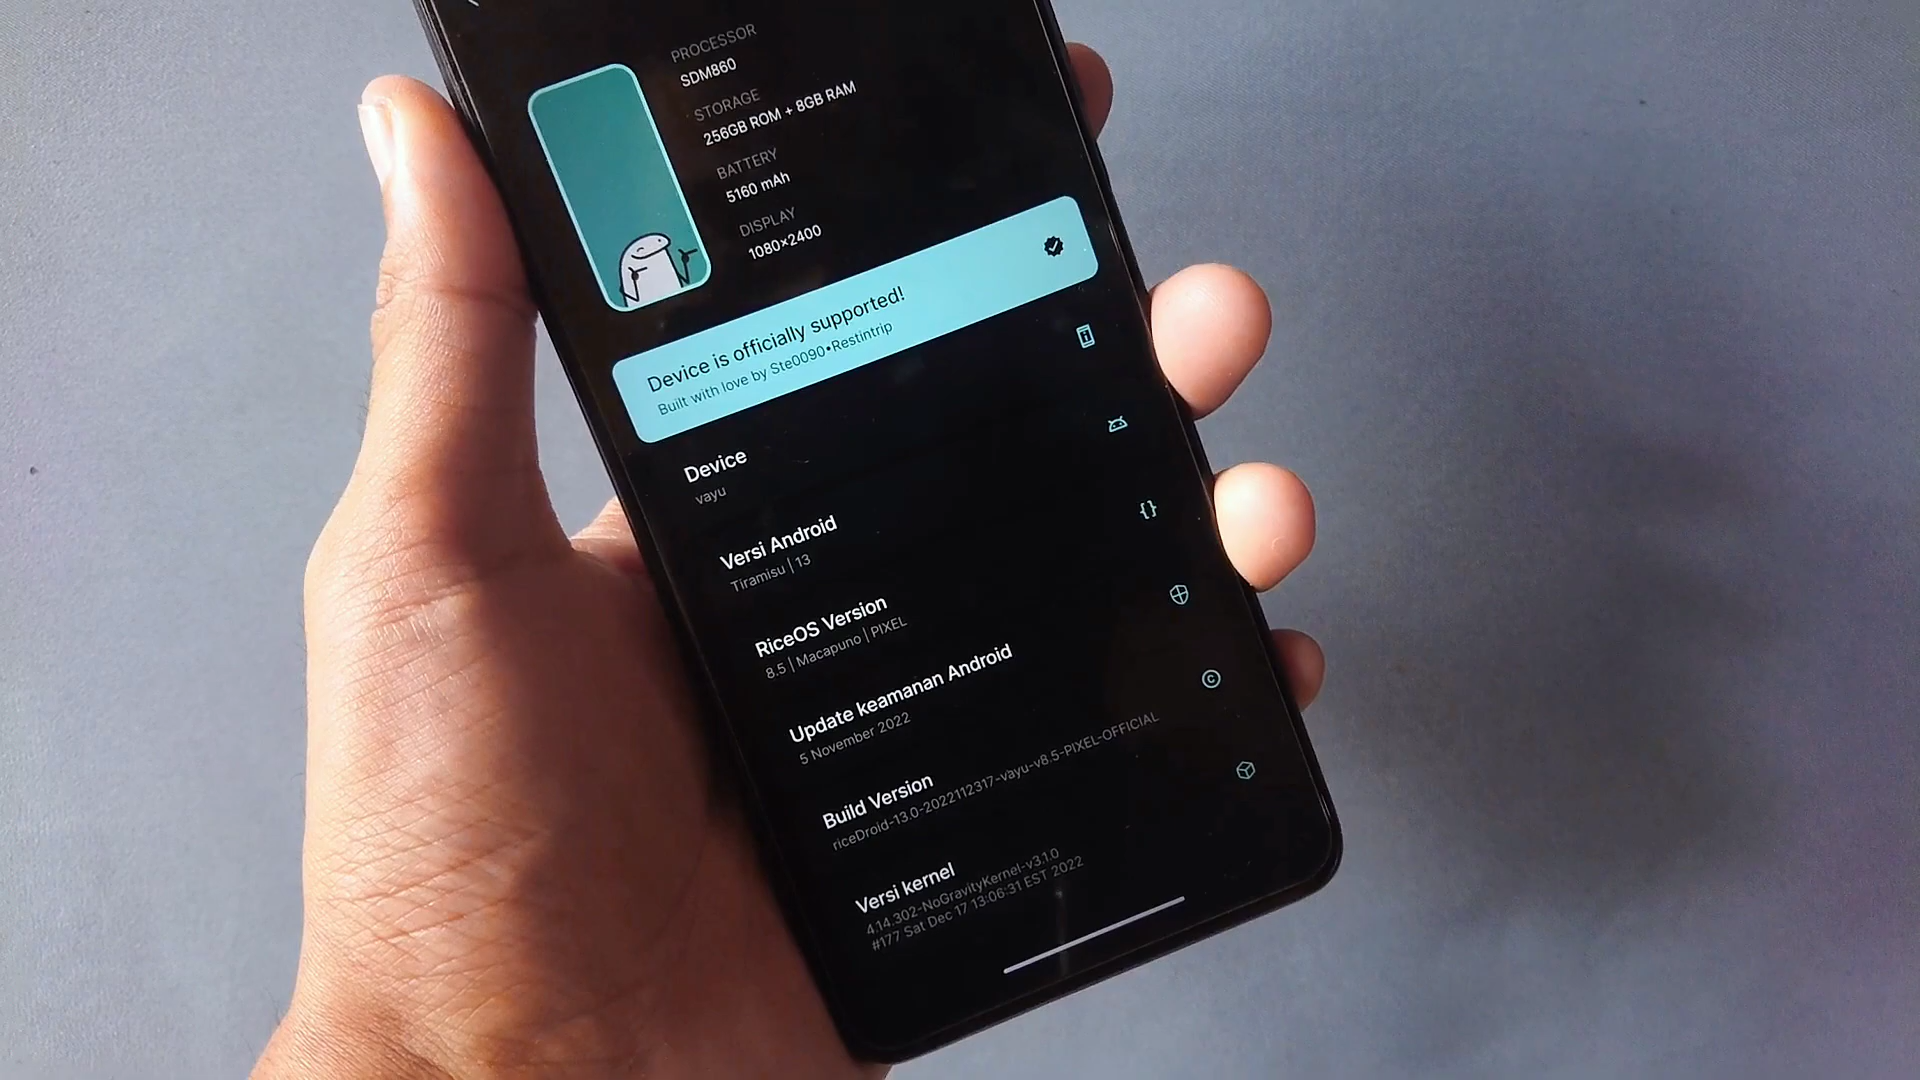 PROCESSOR
SDM860
STORAGE
256GB ROM + 8GB RAM
BATTERY
5160 mAh
DISPLAY
1080×2400
Device is officially supported!
Built with love by Ste0090•Restintrip
Device
vayu
Versi Android
Tiramisu | 13
RiceOS Version
8.5 | Macapuno | PIXEL
Update keamanan Android
5 November 2022
Build Version
riceDroid-13.0-2022112317-vayu-v8.5-PIXEL-OFFICIAL
Versi kernel
4.14.302-NoGravityKernel-v3.1.0
#177 Sat Dec 17 13:06:31 EST 2022